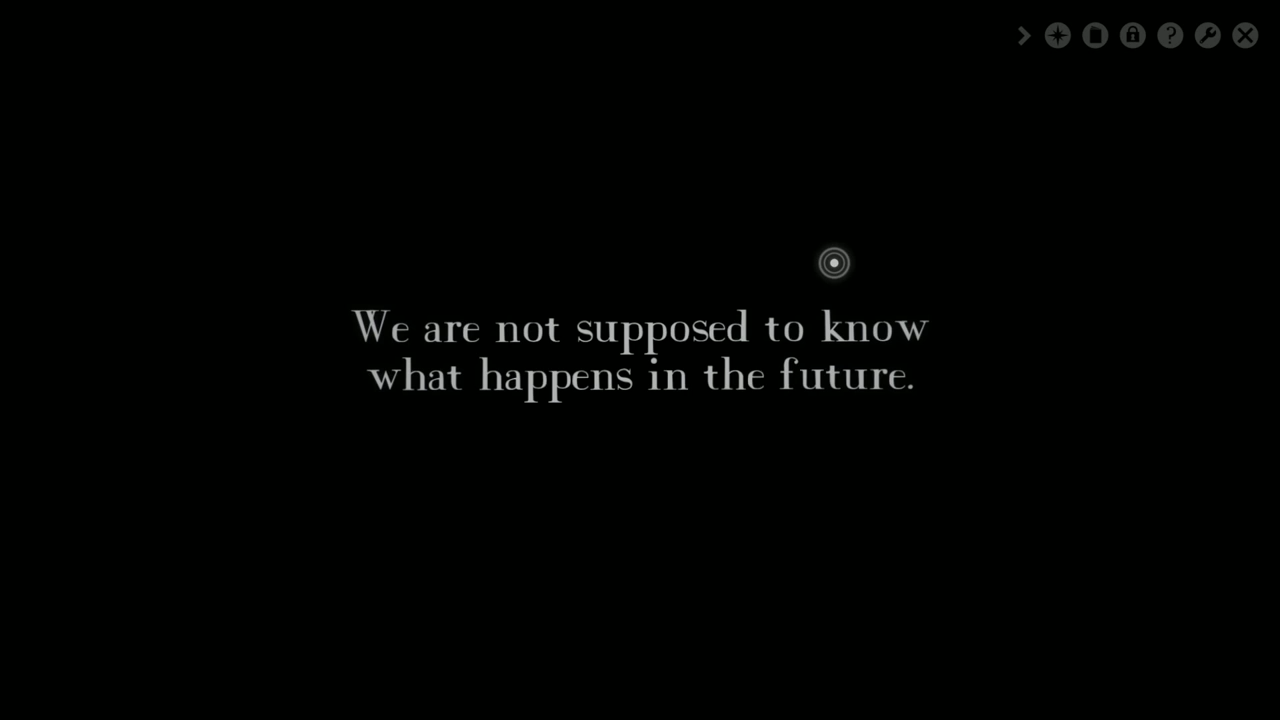 We are not supposed to know
what happens in the future.